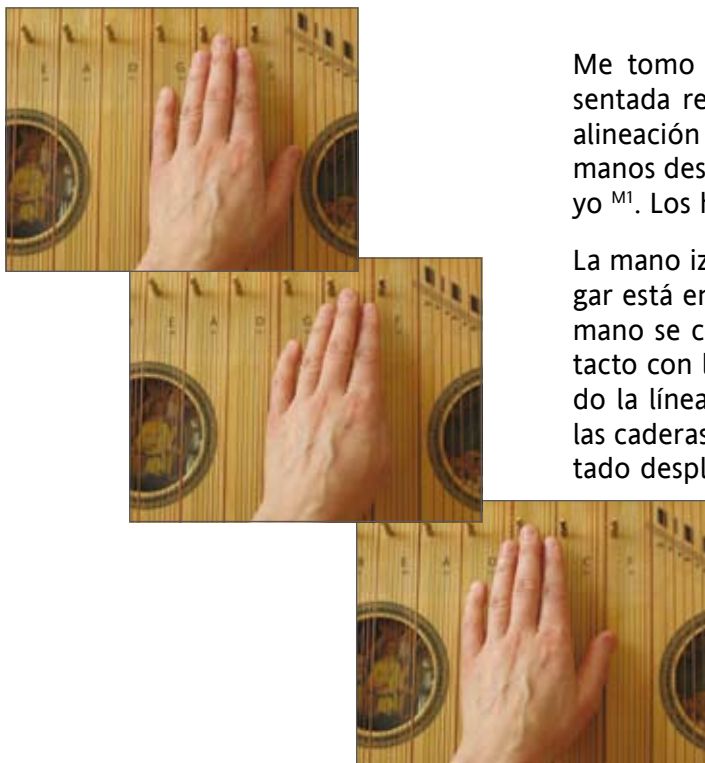 E A D G F
Me tomo
sentada re
alineación
manos des
yo M1. Los h
La mano iz
gar está en
mano se c
tacto con l
do la línea
las caderas
tado despl
E A D G F
E A D C F